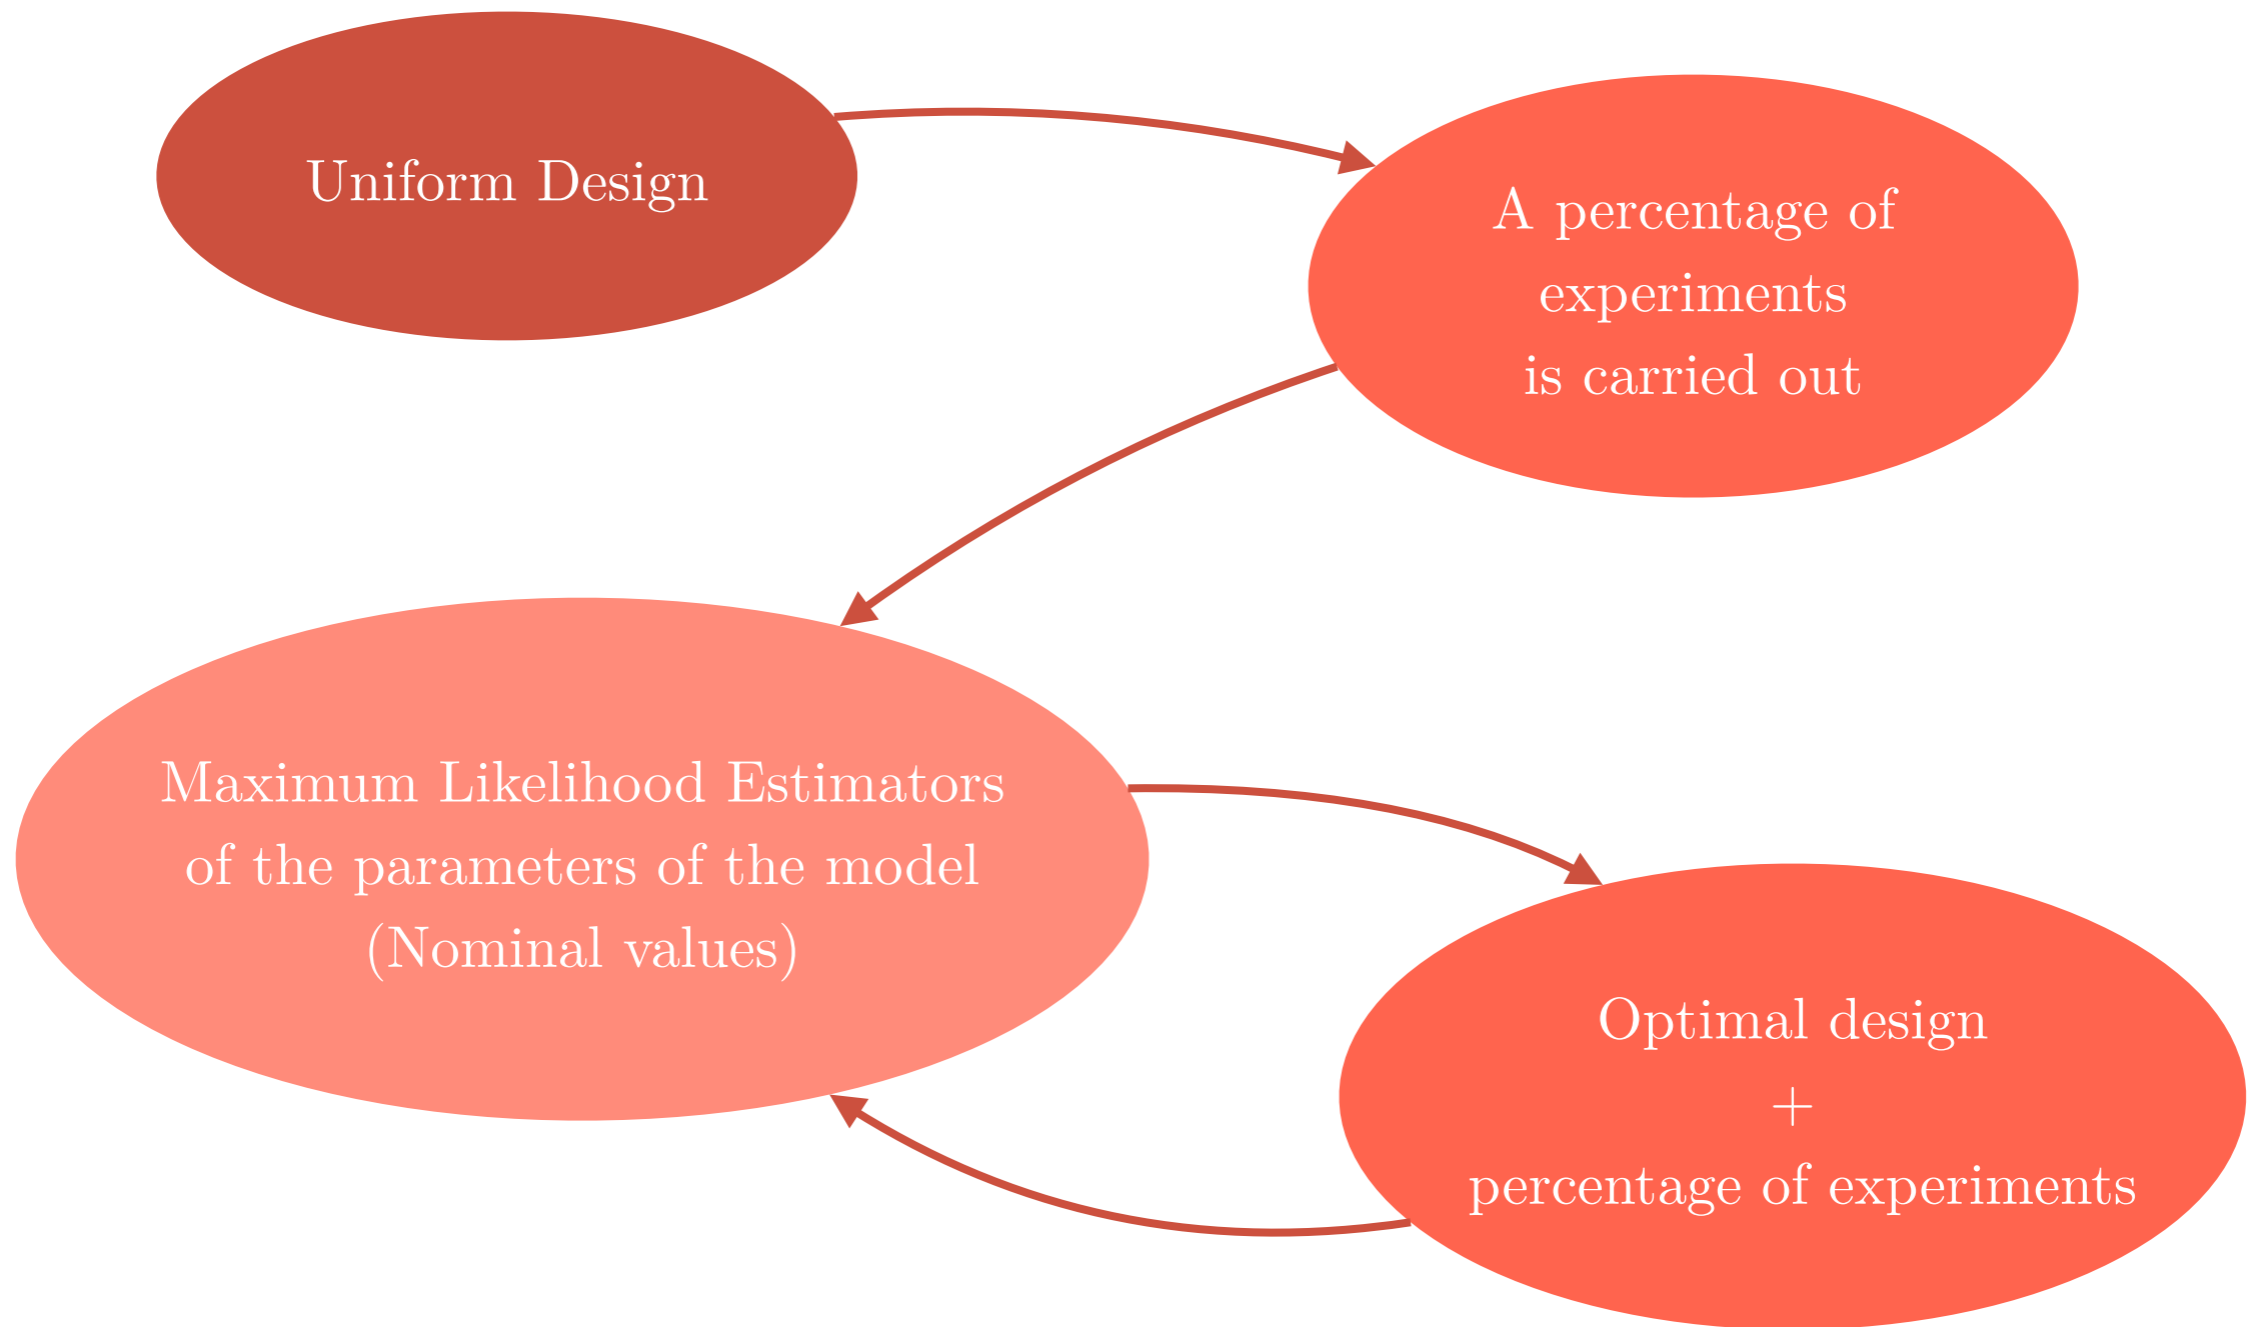 Uniform Design
A percentage of
experiments
is carried out
Maximum Likelihood Estimators
of the parameters of the model
(Nominal values)
Optimal design
+
percentage of experiments